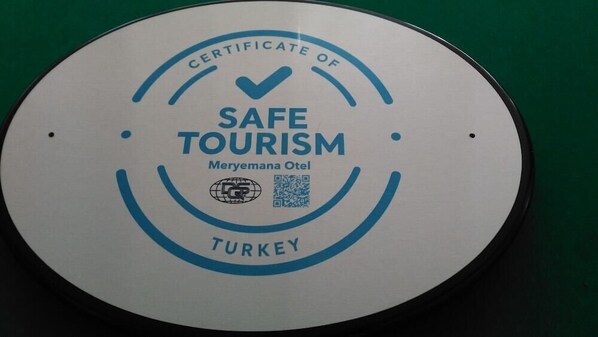 CERTIFICATE OF
SAFE
TOURISM
Meryemana Otel
TURKEY